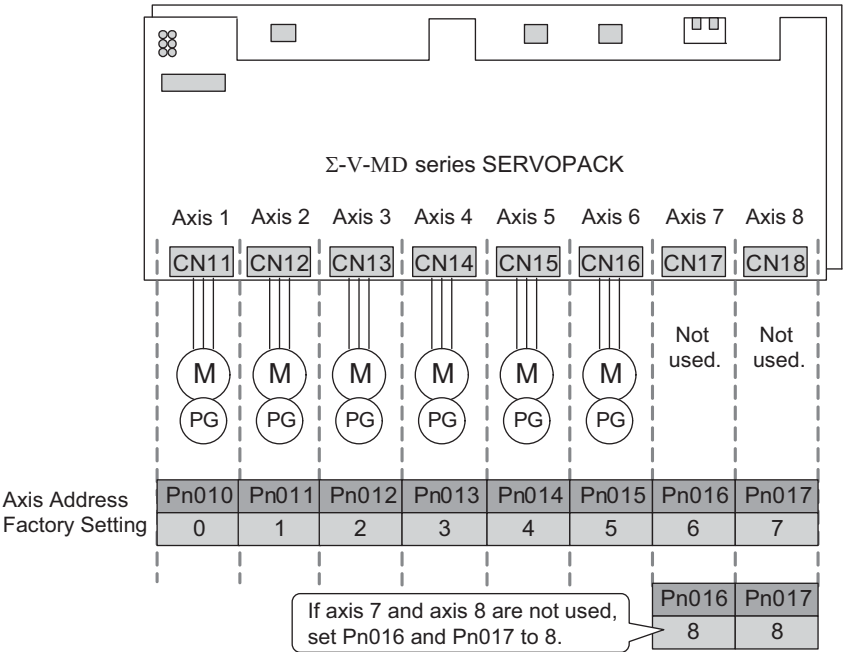 Σ-V-MD series SERVOPACK
Axis 1 Axis 2 Axis 3 Axis 4 Axis 5 Axis 6 Axis 7 Axis 8
CN11 CN12 CN13 CN14 CN15 CN16 CN17 CN18
Not used. Not used.
M M M M M M
PG PG PG PG PG PG
Axis Address Pn010 Pn011 Pn012 Pn013 Pn014 Pn015 Pn016 Pn017
Factory Setting 0 1 2 3 4 5 6 7
Pn016 Pn017
If axis 7 and axis 8 are not used,
set Pn016 and Pn017 to 8.
8 8